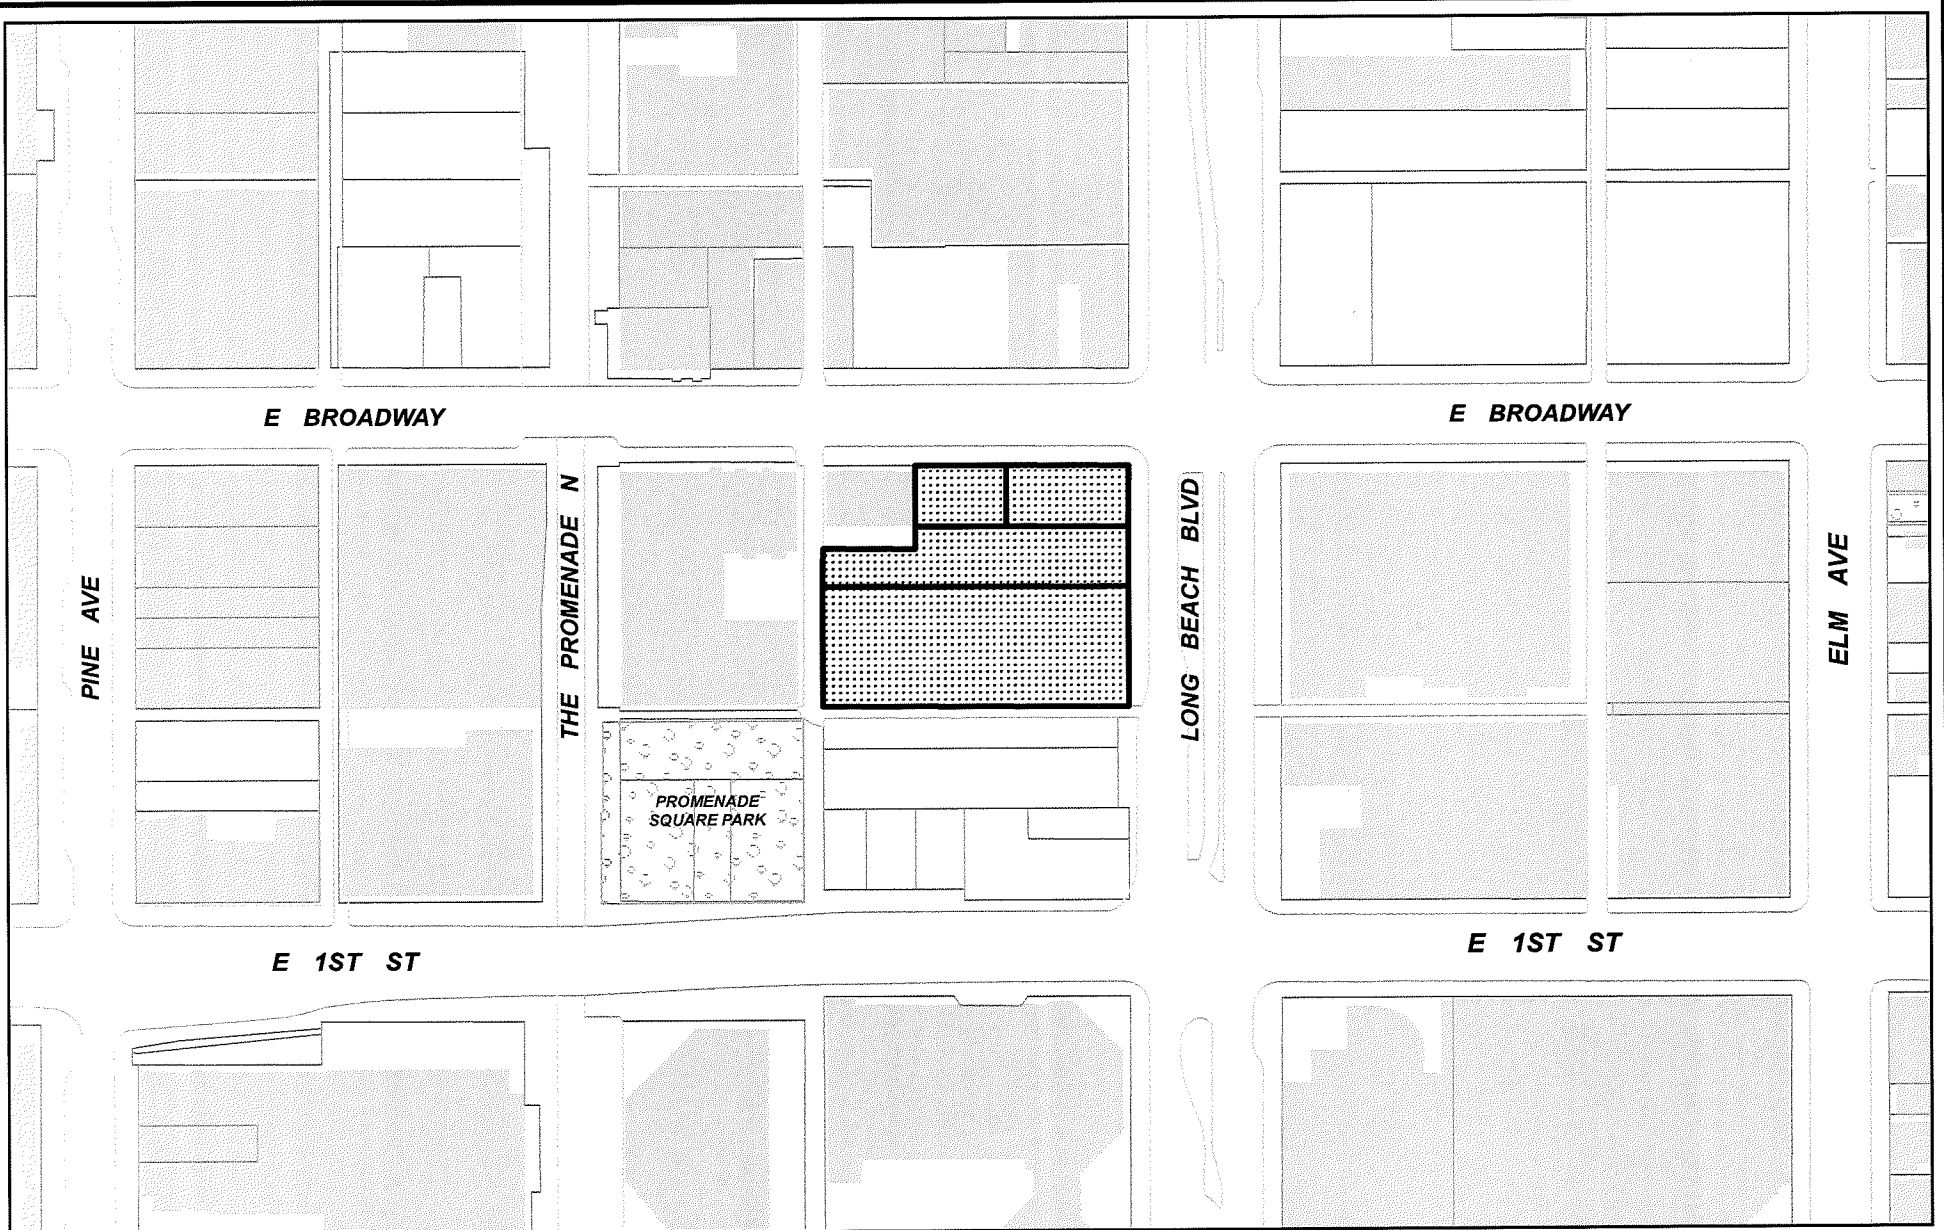 E BROADWAY
E BROADWAY
PINE AVE
THE PROMENADE N
LONG BEACH BLVD
ELM AVE
PROMENADE
SQUARE PARK
E 1ST ST
E 1ST ST